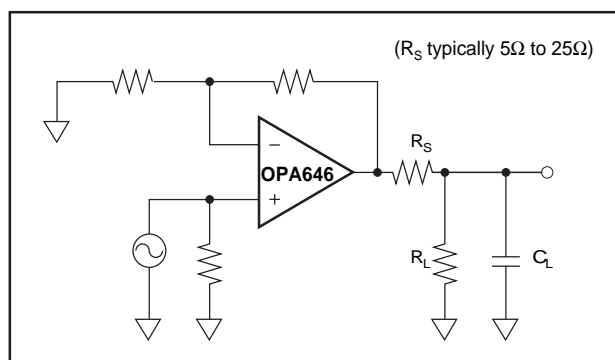 (R_S typically 5Ω to 25Ω)
R_S
−
OPA646
+
R_L
C_L